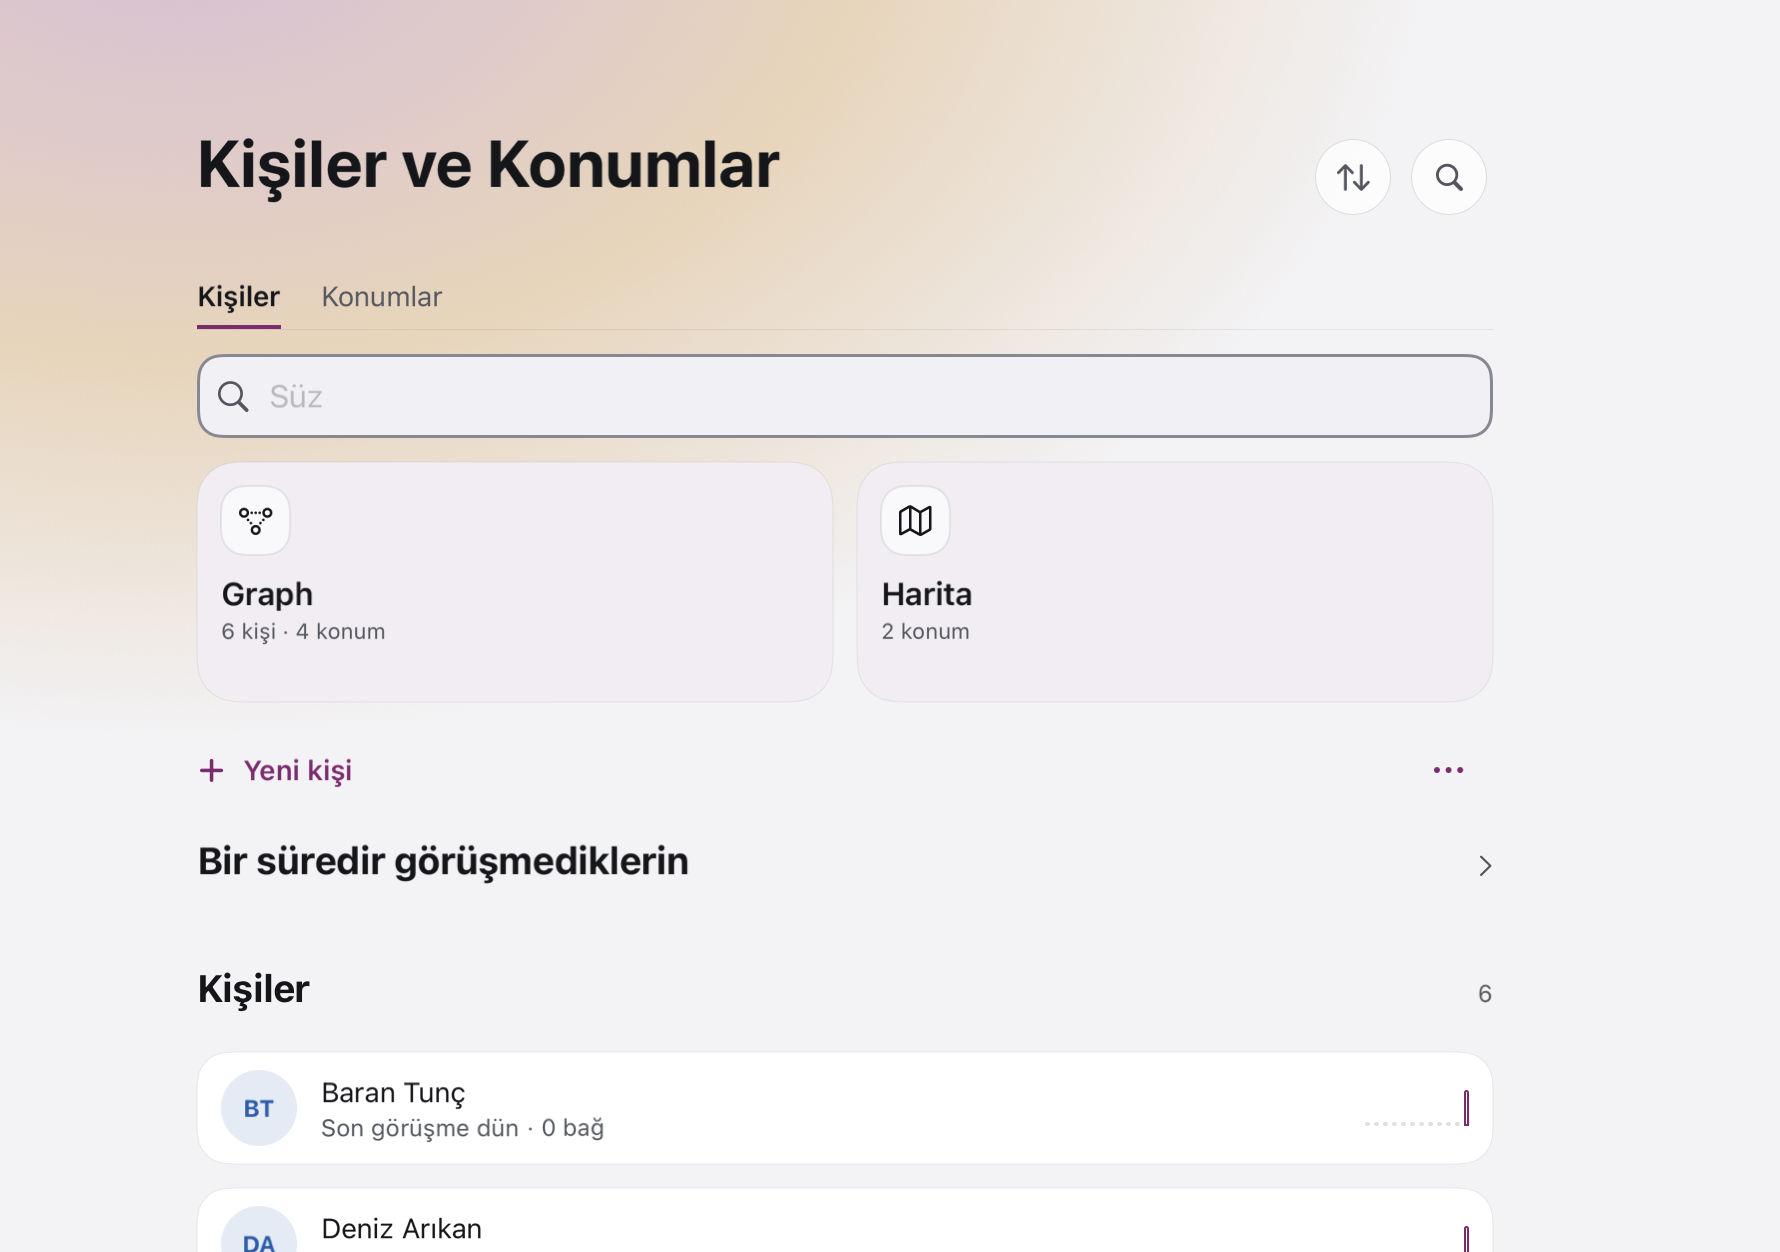 Kişiler ve Konumlar
Kişiler
Konumlar
Süz
Graph
6 kişi · 4 konum
Harita
2 konum
Yeni kişi
Bir süredir görüşmediklerin
Kişiler
6
BT
Baran Tunç
Son görüşme dün · 0 bağ
DA
Deniz Arıkan